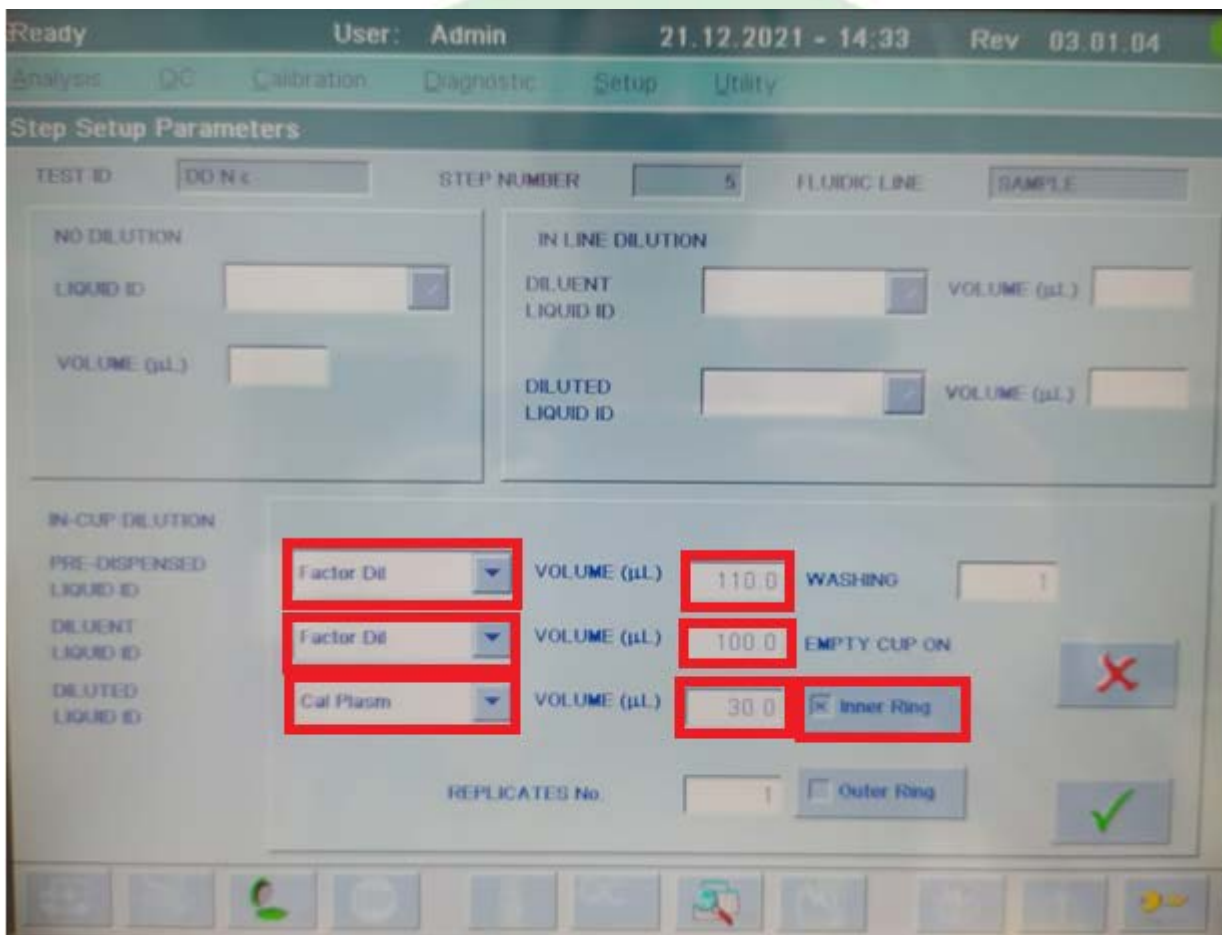 Ready User: Admin 21.12.2021 - 14:33 Rev 03.01.04
Analysis QC Calibration Diagnostic Setup Utility
Step Setup Parameters
TEST ID DD N c STEP NUMBER 5 FLUIDIC LINE SAMPLE
NO DILUTION
LIQUID ID
VOLUME (µL)
IN LINE DILUTION
DILUENT LIQUID ID VOLUME (µL)
DILUTED LIQUID ID VOLUME (µL)
IN-CUP DILUTION
PRE-DISPENSED LIQUID ID Factor Dil VOLUME (µL) 110.0 WASHING 1
DILUENT LIQUID ID Factor Dil VOLUME (µL) 100.0 EMPTY CUP ON
DILUTED LIQUID ID Cal Plasm VOLUME (µL) 30.0 Inner Ring
REPLICATES No. 1 Outer Ring